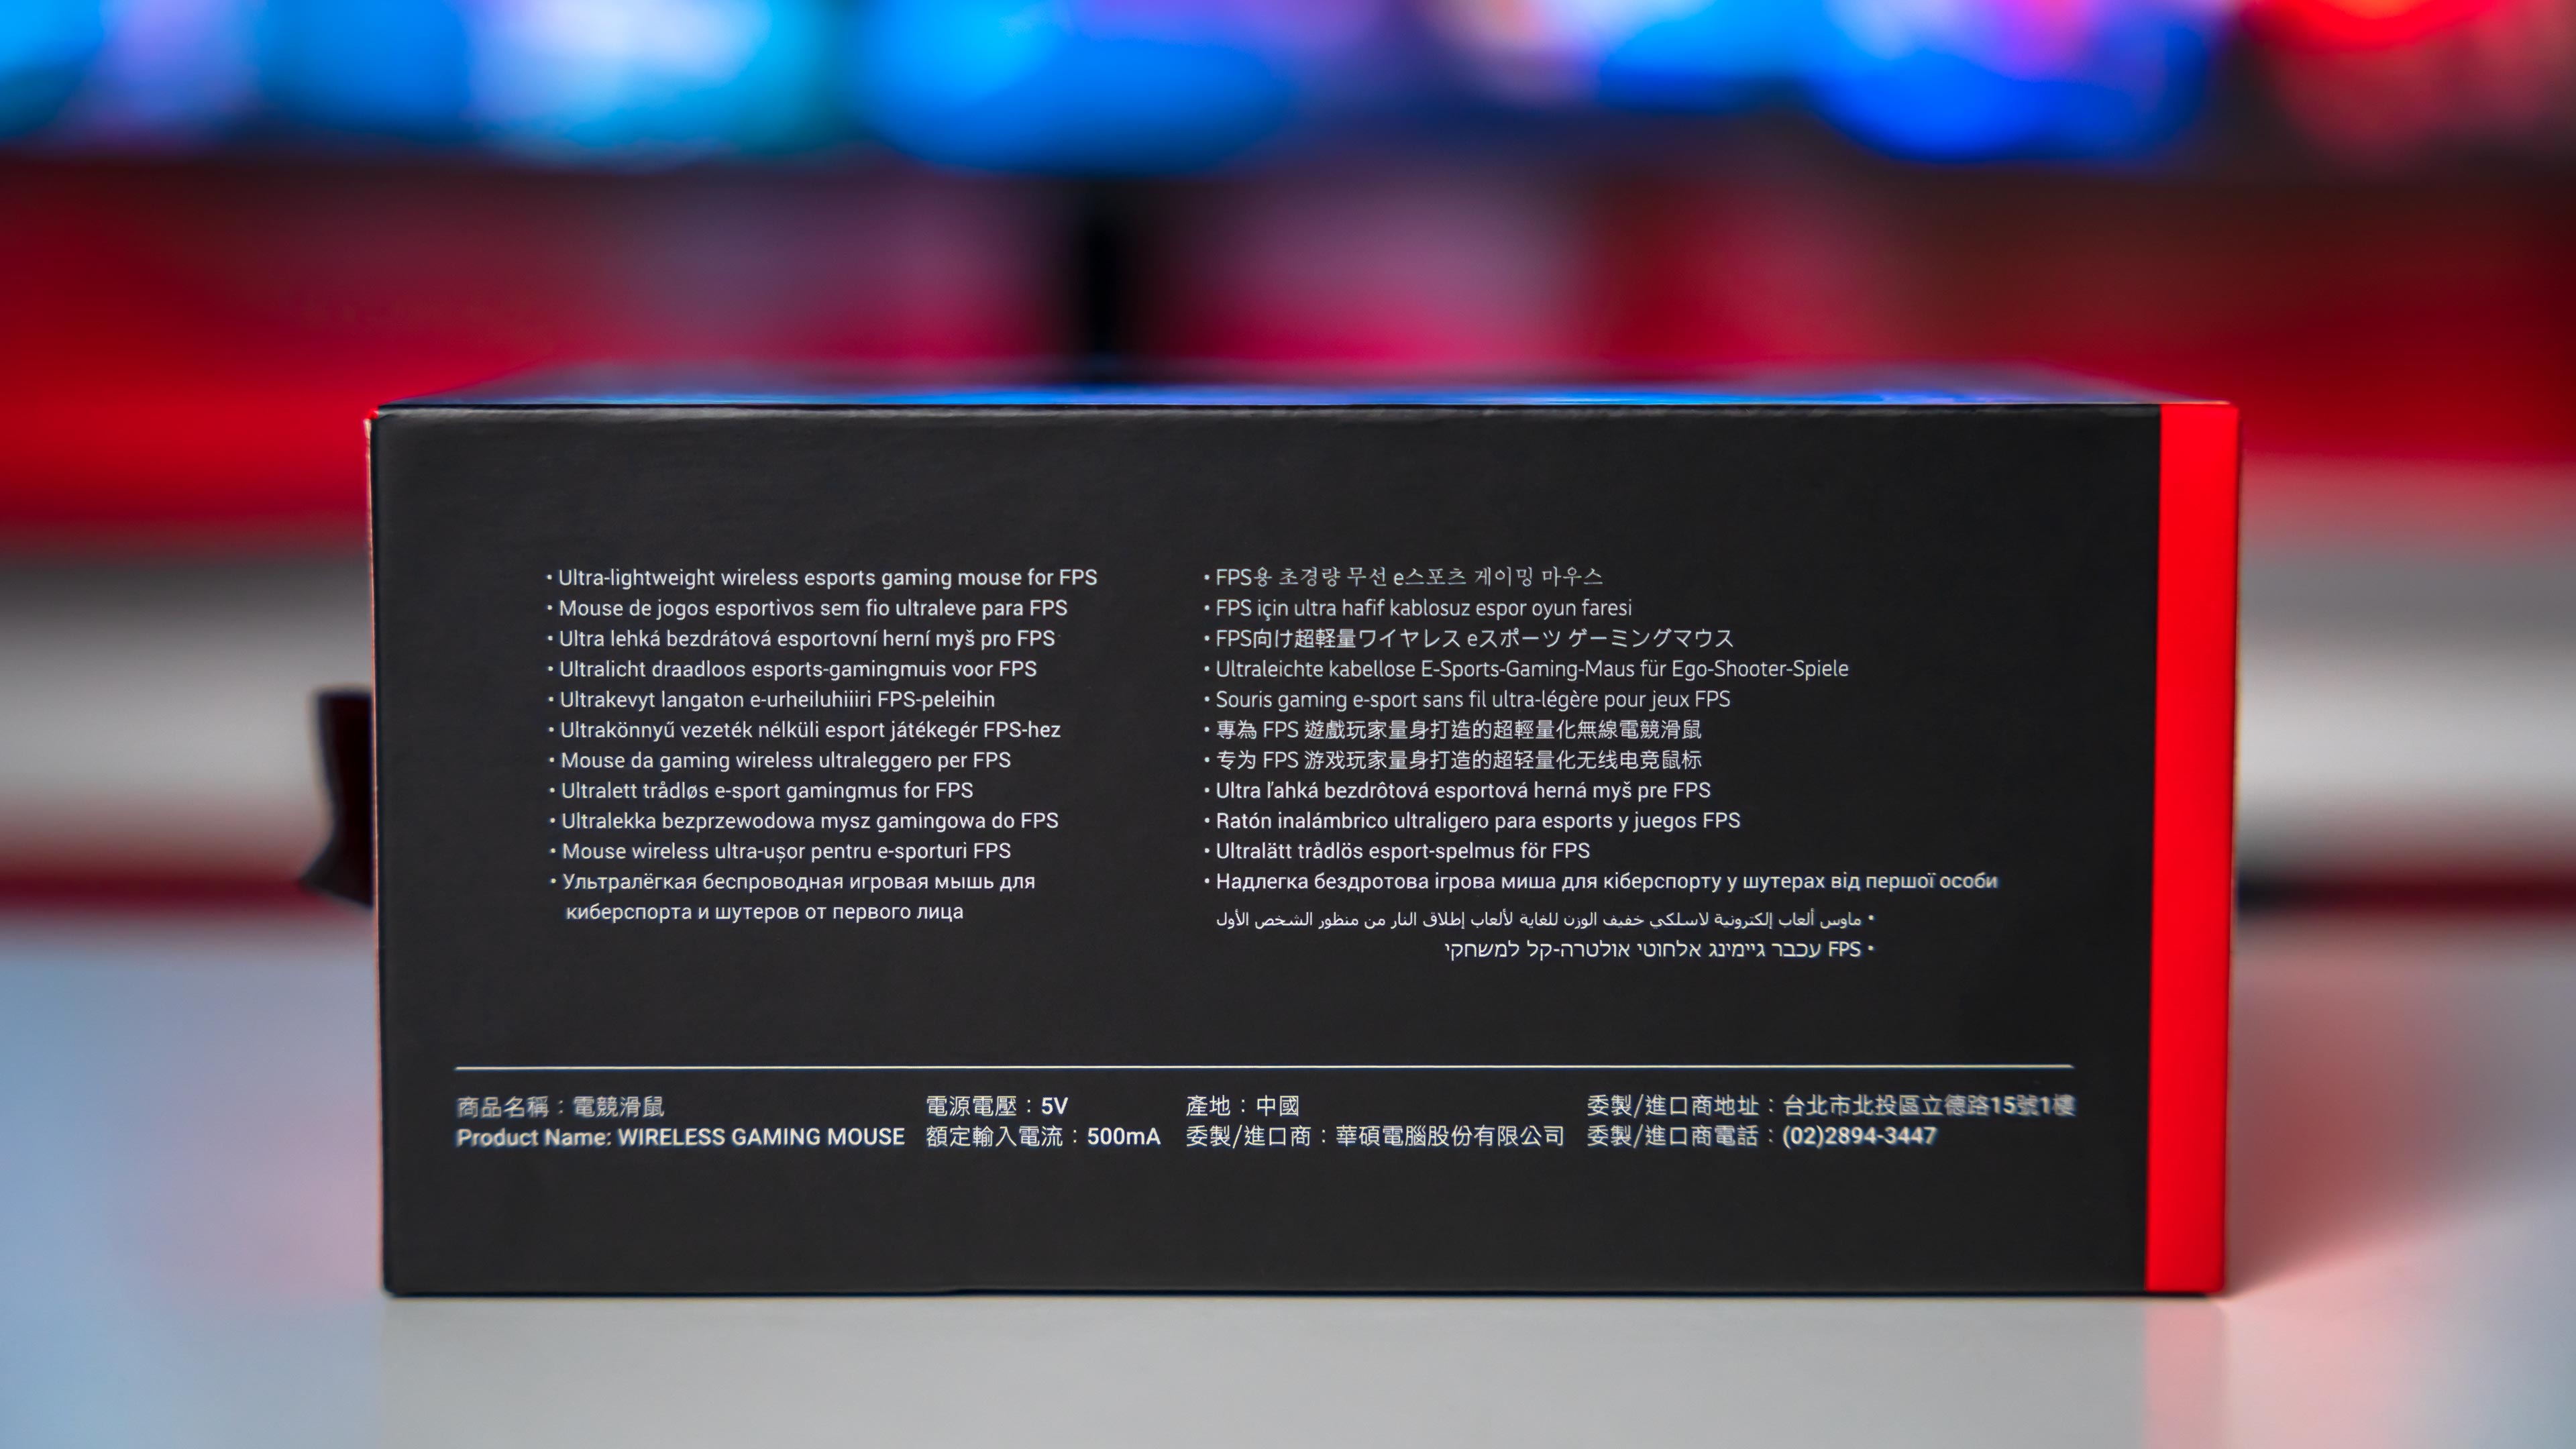 • Ultra-lightweight wireless esports gaming mouse for FPS
• Mouse de jogos esportivos sem fio ultraleve para FPS
• Ultra lehká bezdrátová esportovní herní myš pro FPS
• Ultralicht draadloos esports-gamingmuis voor FPS
• Ultrakevyt langaton e-urheiluhiiiri FPS-peleihin
• Ultrakönnyű vezeték nélküli esport játékegér FPS-hez
• Mouse da gaming wireless ultraleggero per FPS
• Ultralett trådløs e-sport gamingmus for FPS
• Ultralekka bezprzewodowa mysz gamingowa do FPS
• Mouse wireless ultra-ușor pentru e-sporturi FPS
• Ультралёгкая беспроводная игровая мышь для
киберспорта и шутеров от первого лица
• FPS용 초경량 무선 e스포츠 게이밍 마우스
• FPS için ultra hafif kablosuz espor oyun faresi
• FPS向け超軽量ワイヤレス eスポーツ ゲーミングマウス
• Ultraleichte kabellose E-Sports-Gaming-Maus für Ego-Shooter-Spiele
• Souris gaming e-sport sans fil ultra-légère pour jeux FPS
• 專為 FPS 遊戲玩家量身打造的超輕量化無線電競滑鼠
• 专为 FPS 游戏玩家量身打造的超轻量化无线电竞鼠标
• Ultra ľahká bezdrôtová esportová herná myš pre FPS
• Ratón inalámbrico ultraligero para esports y juegos FPS
• Ultralätt trådlös esport-spelmus för FPS
• Надлегка бездротова ігрова миша для кіберспорту у шутерах від першої особи
• ماوس ألعاب إلكترونية لاسلكي خفيف الوزن للغاية لألعاب إطلاق النار من منظور الشخص الأول
• FPS עכבר גיימינג אלחוטי אולטרה-קל למשחקי
商品名稱：電競滑鼠
Product Name: WIRELESS GAMING MOUSE
電源電壓：5V
額定輸入電流：500mA
產地：中國
委製/進口商：華碩電腦股份有限公司
委製/進口商地址：台北市北投區立德路15號1樓
委製/進口商電話：(02)2894-3447